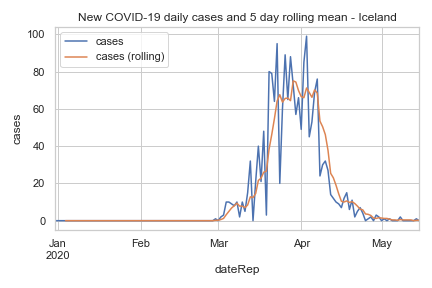 New COVID-19 daily cases and 5 day rolling mean - Iceland
cases
cases (rolling)
100
80
60
40
20
0
cases
Jan
2020
Feb
Mar
Apr
May
dateRep